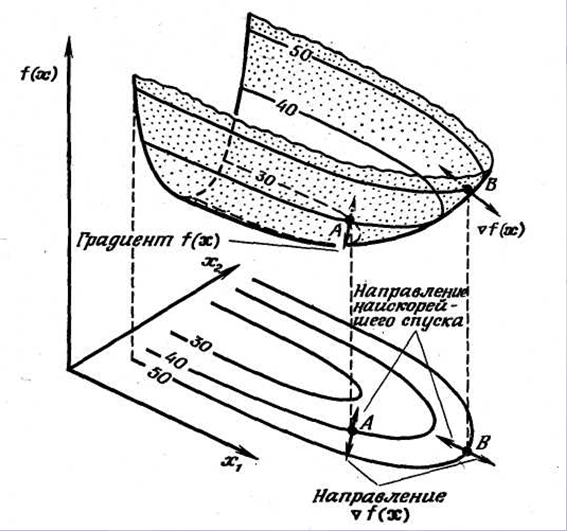 f(x)
50
40
30
A
B
∇f(x)
Градиент f(x)
x₂
Направление
наискорей-
шего спуска
30
40
50
A
B
x₁
Направление
∇ f(x)